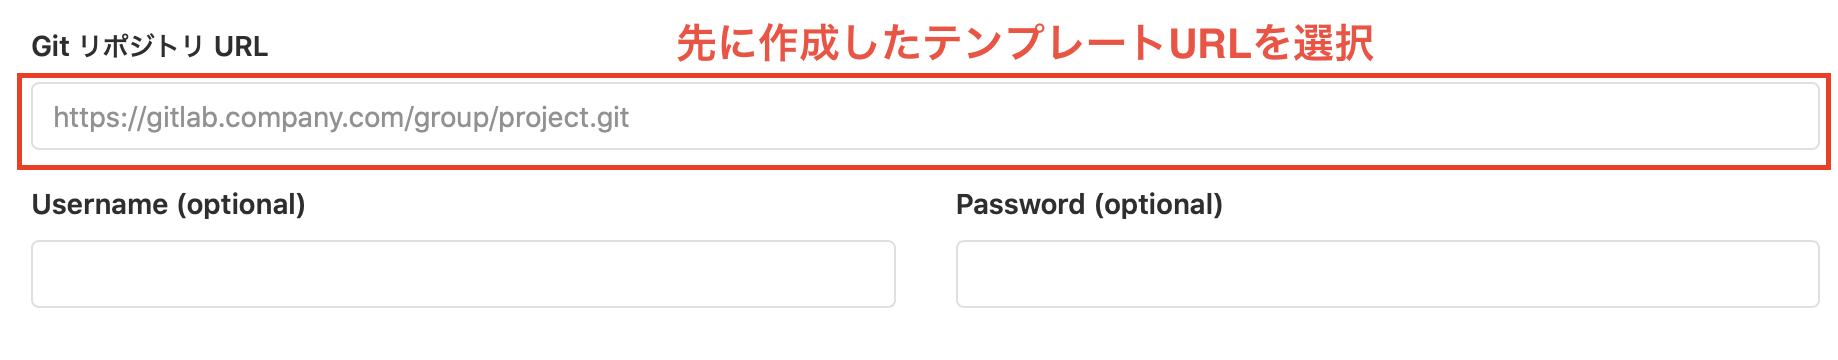 Git リポジトリ URL
先に作成したテンプレートURLを選択
https://gitlab.company.com/group/project.git
Username (optional)
Password (optional)